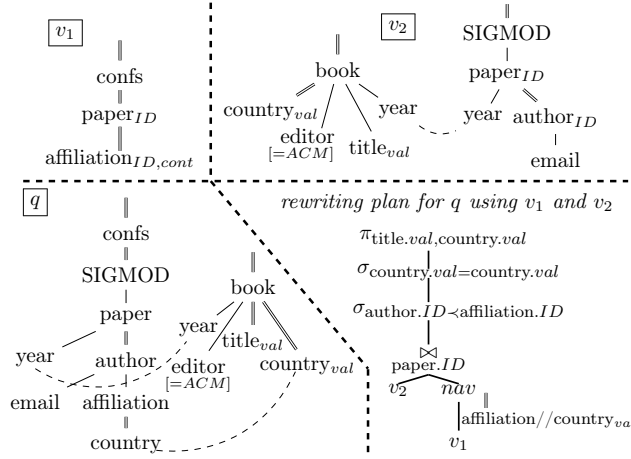 v1
confs
paperID
affiliationID,cont
v2
book
countryval
editor
[=ACM]
titleval
year
SIGMOD
paperID
year
authorID
email
q
confs
SIGMOD
paper
year
author
email
affiliation
country
book
year
editor
[=ACM]
titleval
countryval
rewriting plan for q using v1 and v2
πtitle.val,country.val
σcountry.val=country.val
σauthor.ID≺affiliation.ID
⋈
paper.ID
v2
nav
affiliation//countryva
v1